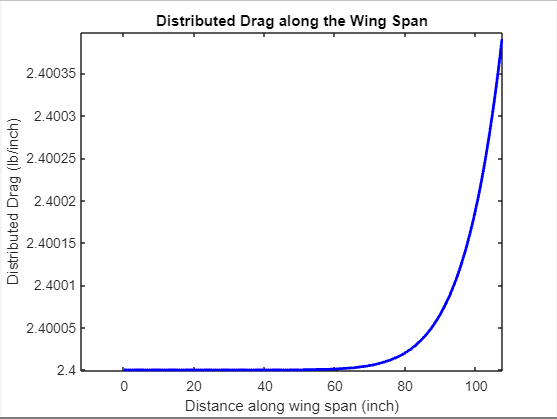 Distributed Drag along the Wing Span
Distributed Drag (lb/inch)
2.40035
2.4003
2.40025
2.4002
2.40015
2.4001
2.40005
2.4
0 20 40 60 80 100
Distance along wing span (inch)